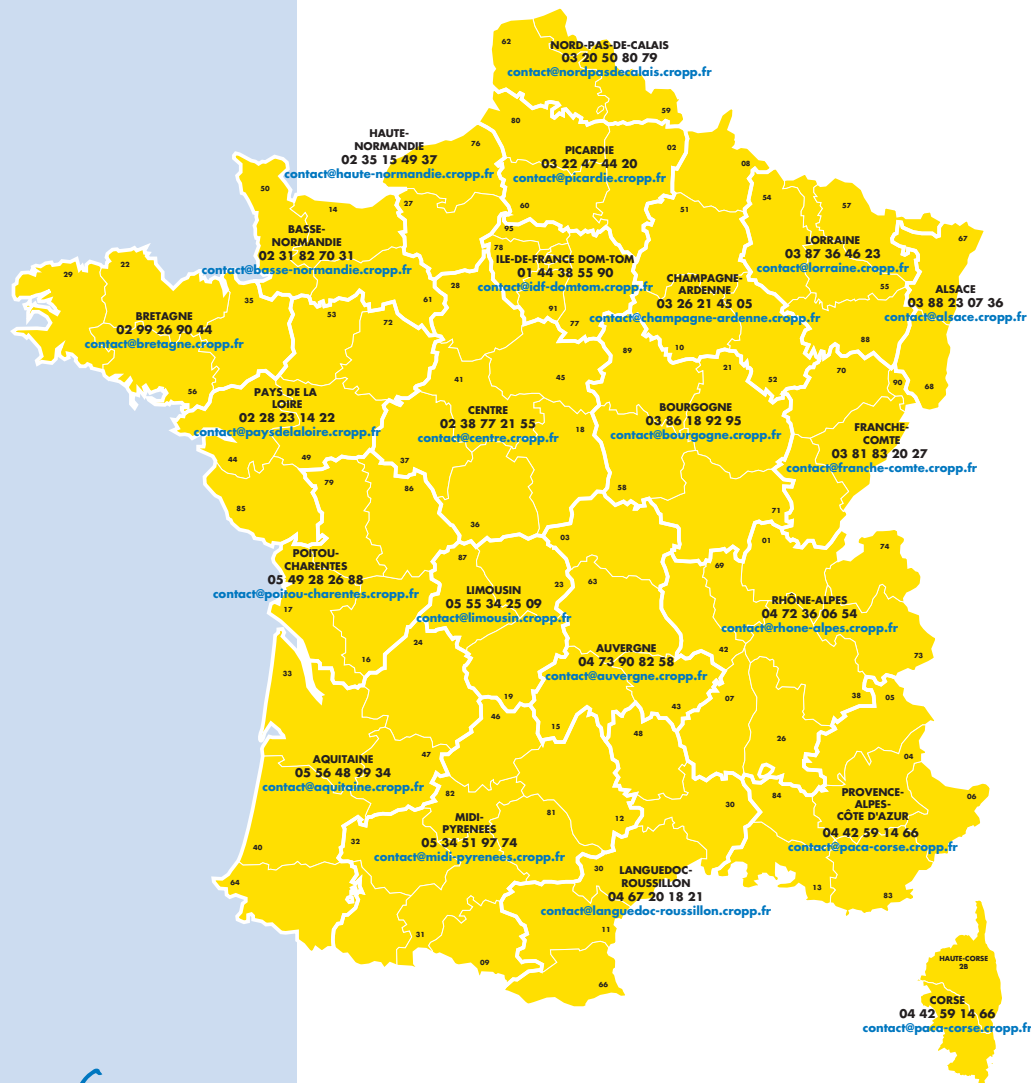 62
NORD-PAS-DE-CALAIS
03 20 50 80 79
contact@nordpasdecalais.cropp.fr
59
80
HAUTE-
NORMANDIE
02 35 15 49 37
contact@haute-normandie.cropp.fr
76
27
PICARDIE
03 22 47 44 20
contact@picardie.cropp.fr
02
60
08
51
54
57
67
50
14
BASSE-
NORMANDIE
02 31 82 70 31
contact@basse-normandie.cropp.fr
61
95
78
ILE-DE-FRANCE DOM-TOM
01 44 38 55 90
contact@idf-domtom.cropp.fr
91
77
28
CHAMPAGNE-
ARDENNE
03 26 21 45 05
contact@champagne-ardenne.cropp.fr
10
52
LORRAINE
03 87 36 46 23
contact@lorraine.cropp.fr
55
88
ALSACE
03 88 23 07 36
contact@alsace.cropp.fr
68
29
22
35
BRETAGNE
02 99 26 90 44
contact@bretagne.cropp.fr
56
53
72
PAYS DE LA
LOIRE
02 28 23 14 22
contact@paysdelaloire.cropp.fr
44
49
85
41
45
CENTRE
02 38 77 21 55
contact@centre.cropp.fr
18
37
36
89
21
BOURGOGNE
03 86 18 92 95
contact@bourgogne.cropp.fr
58
71
70
90
FRANCHE-
COMTE
03 81 83 20 27
contact@franche-comte.cropp.fr
79
86
POITOU-
CHARENTES
05 49 28 26 88
contact@poitou-charentes.cropp.fr
17
16
87
23
LIMOUSIN
05 55 34 25 09
contact@limousin.cropp.fr
19
03
63
AUVERGNE
04 73 90 82 58
contact@auvergne.cropp.fr
43
15
01
74
69
RHÔNE-ALPES
04 72 36 06 54
contact@rhone-alpes.cropp.fr
42
73
07
38
26
33
24
AQUITAINE
05 56 48 99 34
contact@aquitaine.cropp.fr
47
40
64
46
82
MIDI-
PYRENEES
05 34 51 97 74
contact@midi-pyrenees.cropp.fr
81
12
32
31
09
48
30
30
LANGUEDOC-
ROUSSILLON
04 67 20 18 21
contact@languedoc-roussillon.cropp.fr
11
66
05
04
84
06
PROVENCE-
ALPES-
CÔTE D'AZUR
04 42 59 14 66
contact@paca-corse.cropp.fr
13
83
HAUTE-CORSE
2B
CORSE
04 42 59 14 66
contact@paca-corse.cropp.fr